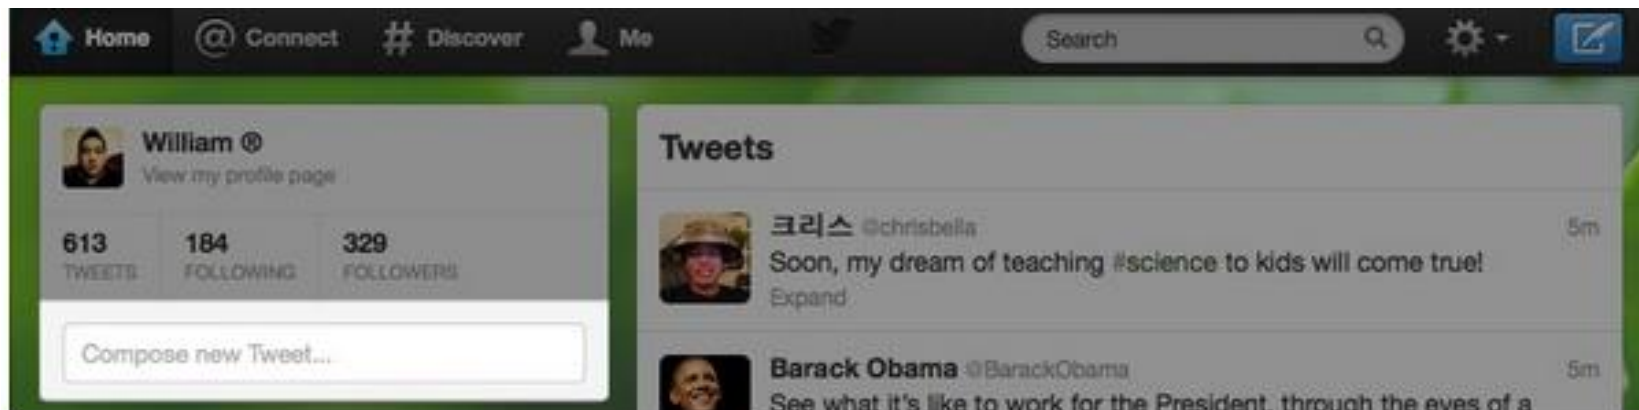 Home @ Connect # Discover Me Search
William ®
View my profile page
613 184 329
TWEETS FOLLOWING FOLLOWERS
Compose new Tweet...
Tweets
크리스 @chrisbella 5m
Soon, my dream of teaching #science to kids will come true!
Expand
Barack Obama @BarackObama 5m
See what it's like to work for the President, through the eyes of a